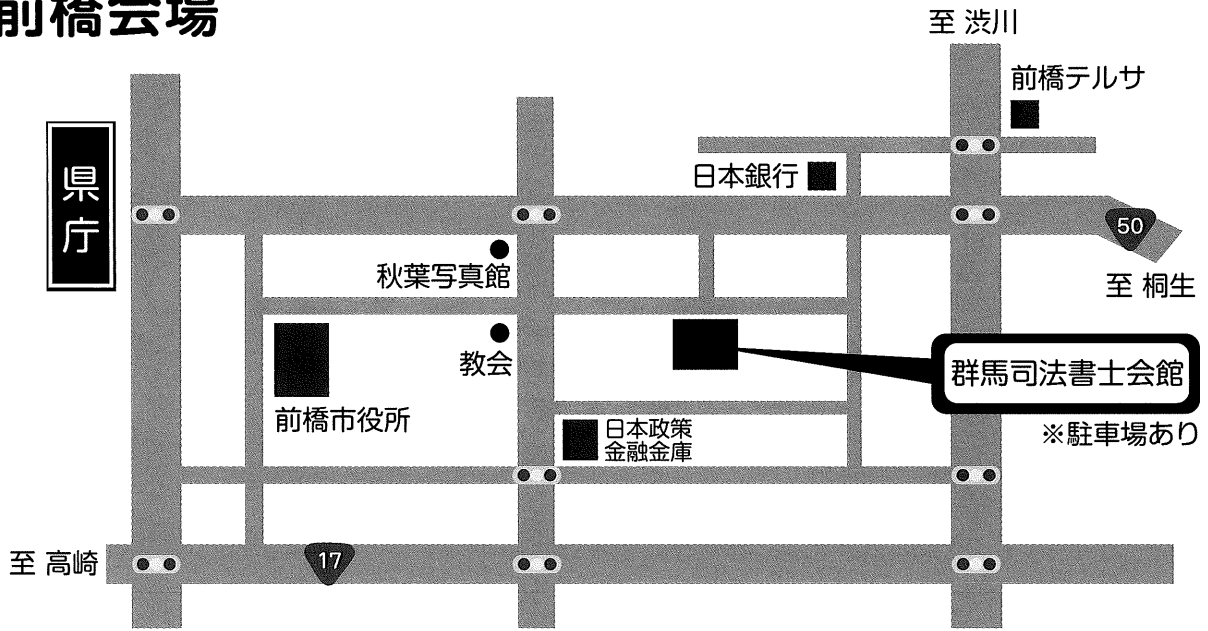 前橋会場
至 渋川
前橋テルサ
県庁
日本銀行
50
秋葉写真館
至 桐生
教会
群馬司法書士会館
前橋市役所
日本政策
金融公庫
※駐車場あり
至 高崎
17